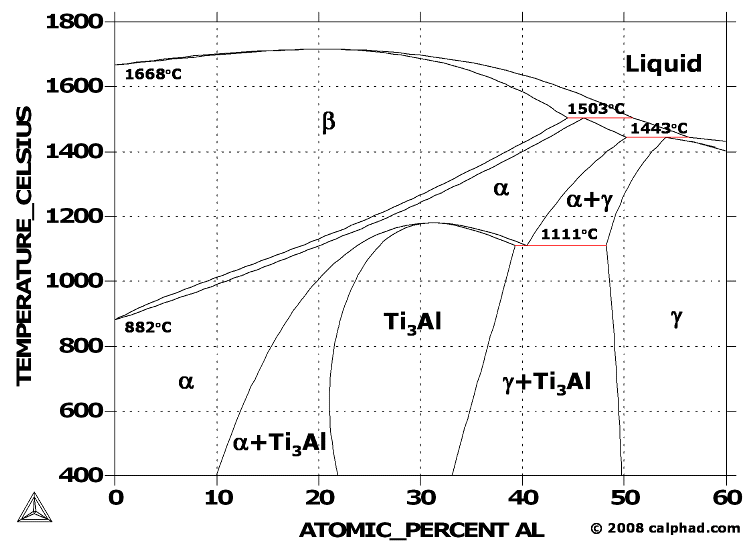 1800
1600
1400
1200
1000
800
600
400
TEMPERATURE_CELSIUS
1668°C
Liquid
1503°C
1443°C
β
α
α+γ
1111°C
882°C
Ti₃Al
γ
α
γ+Ti₃Al
α+Ti₃Al
0 10 20 30 40 50 60
ATOMIC_PERCENT AL
© 2008 calphad.com